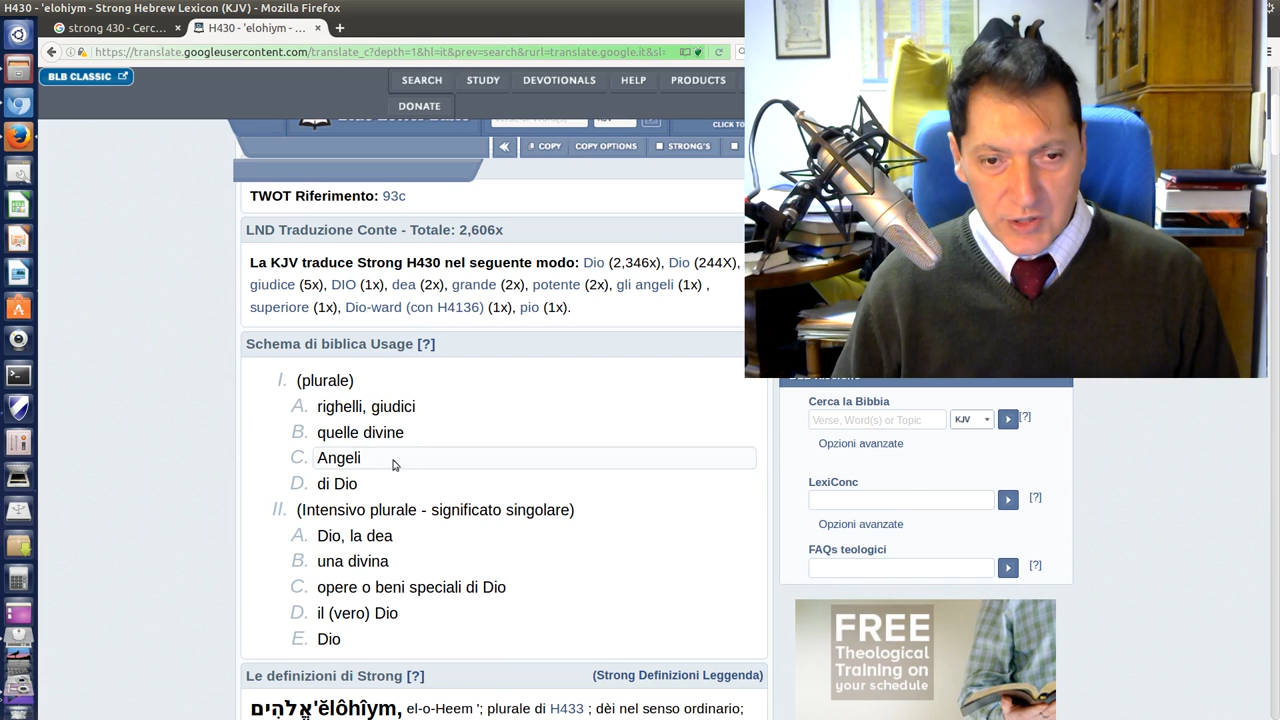 H430 - 'elohiym - Strong Hebrew Lexicon (KJV) - Mozilla Firefox
strong 430 - Cerc... × H430 - 'elohiym - ... ×
https://translate.googleusercontent.com/translate_c?depth=1&hl=it&prev=search&rurl=translate.google.it&sl
BLB CLASSIC
SEARCH STUDY DEVOTIONALS HELP PRODUCTS
DONATE
CLICK TO
COPY COPY OPTIONS STRONG'S
TWOT Riferimento: 93c
LND Traduzione Conte - Totale: 2,606x
La KJV traduce Strong H430 nel seguente modo: Dio (2,346x), Dio (244X),
giudice (5x), DIO (1x), dea (2x), grande (2x), potente (2x), gli angeli (1x) ,
superiore (1x), Dio-ward (con H4136) (1x), pio (1x).
Schema di biblica Usage [?]
I. (plurale)
A. righelli, giudici
B. quelle divine
C. Angeli
D. di Dio
II. (Intensivo plurale - significato singolare)
A. Dio, la dea
B. una divina
C. opere o beni speciali di Dio
D. il (vero) Dio
E. Dio
Le definizioni di Strong [?] (Strong Definizioni Leggenda)
אֱלֹהִים 'ĕlôhîym, el-o-Heem '; plurale di H433 ; dèi nel senso ordinario;
Cerca la Bibbia
Verse, Word(s) or Topic KJV [?]
Opzioni avanzate
LexiConc
[?]
Opzioni avanzate
FAQs teologici
[?]
FREE
Theological
Training on
your schedule